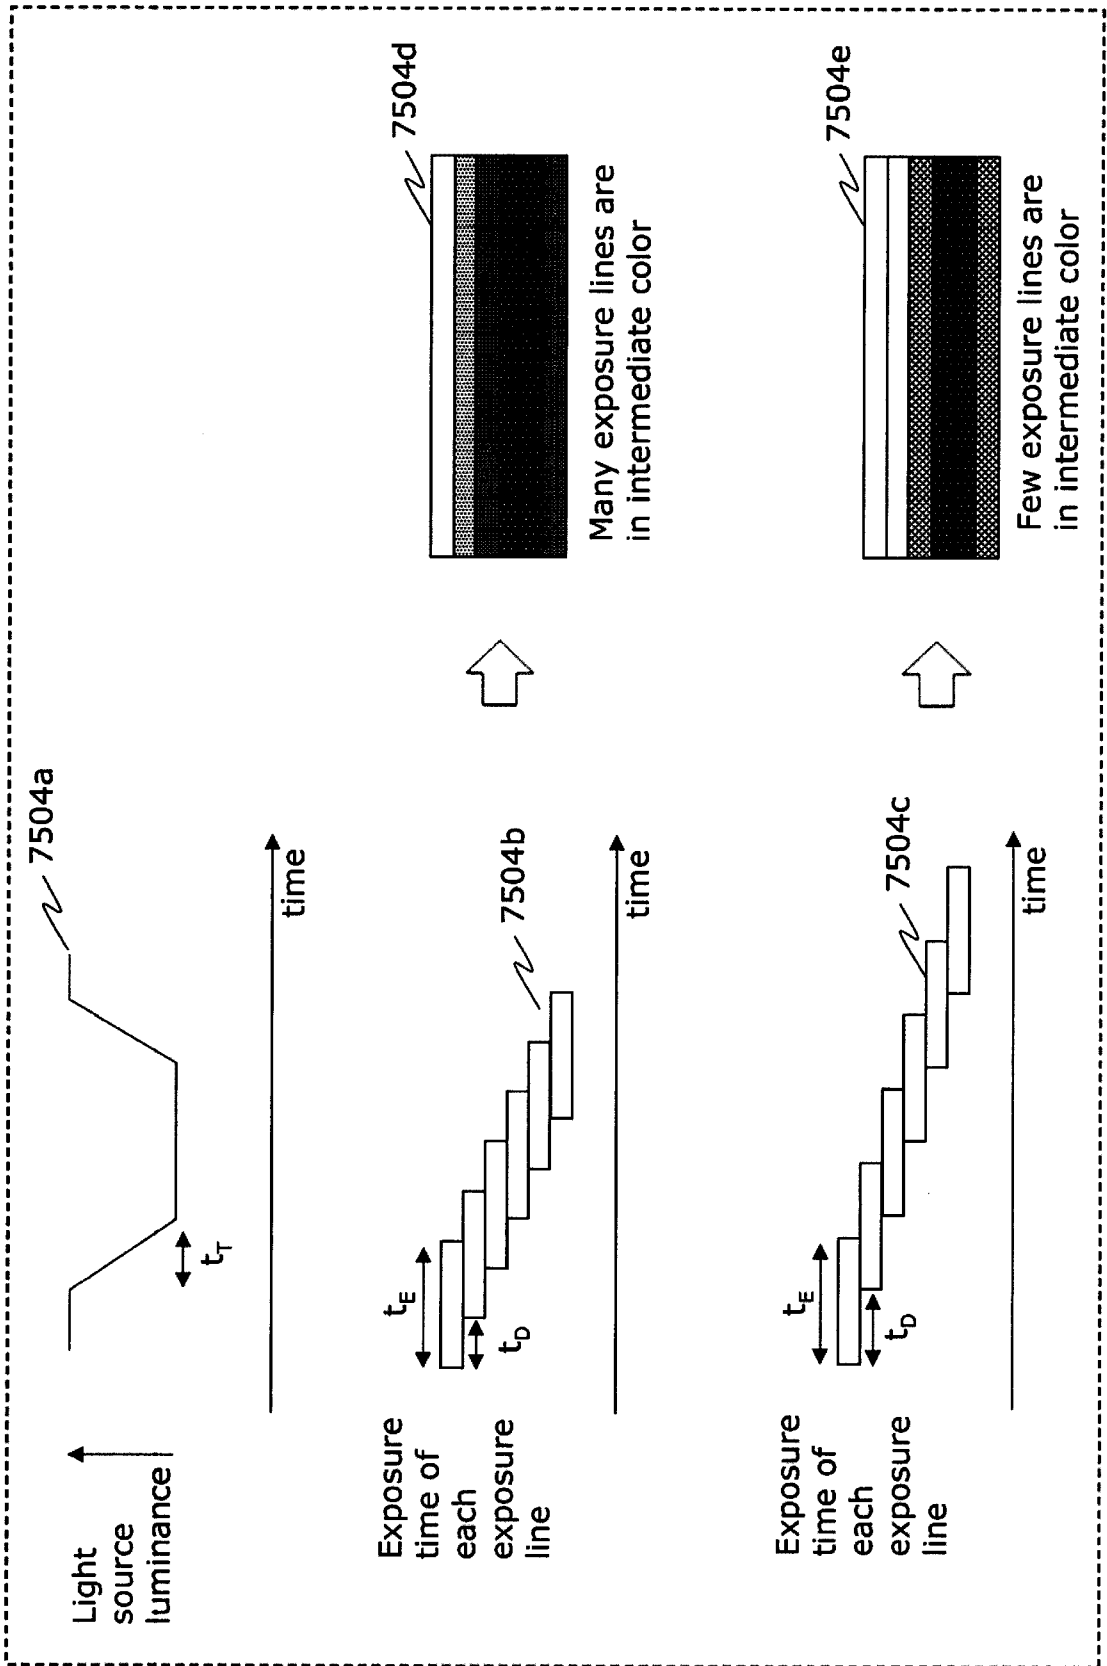 Light
source
luminance
7504a
t_T
time
Exposure
time of
each
exposure
line
t_E
t_D
7504b
time
7504d
Many exposure lines are
in intermediate color
Exposure
time of
each
exposure
line
t_E
t_D
7504c
time
7504e
Few exposure lines are
in intermediate color